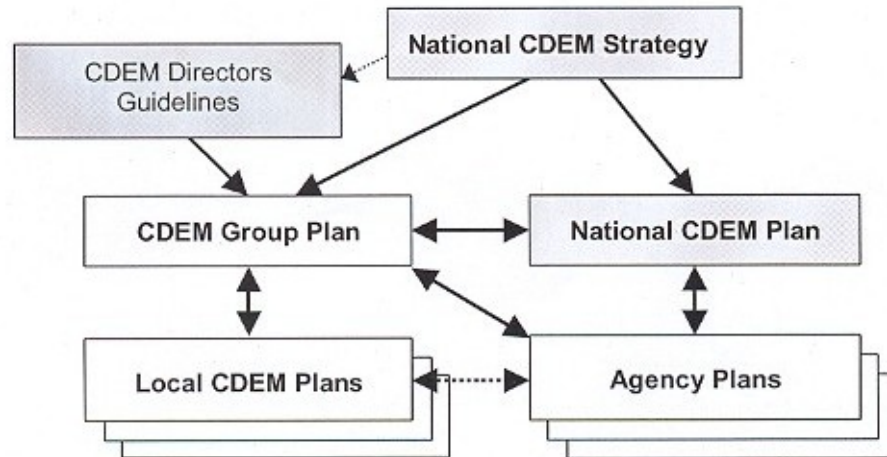 National CDEM Strategy
CDEM Directors
Guidelines
CDEM Group Plan
National CDEM Plan
Local CDEM Plans
Agency Plans